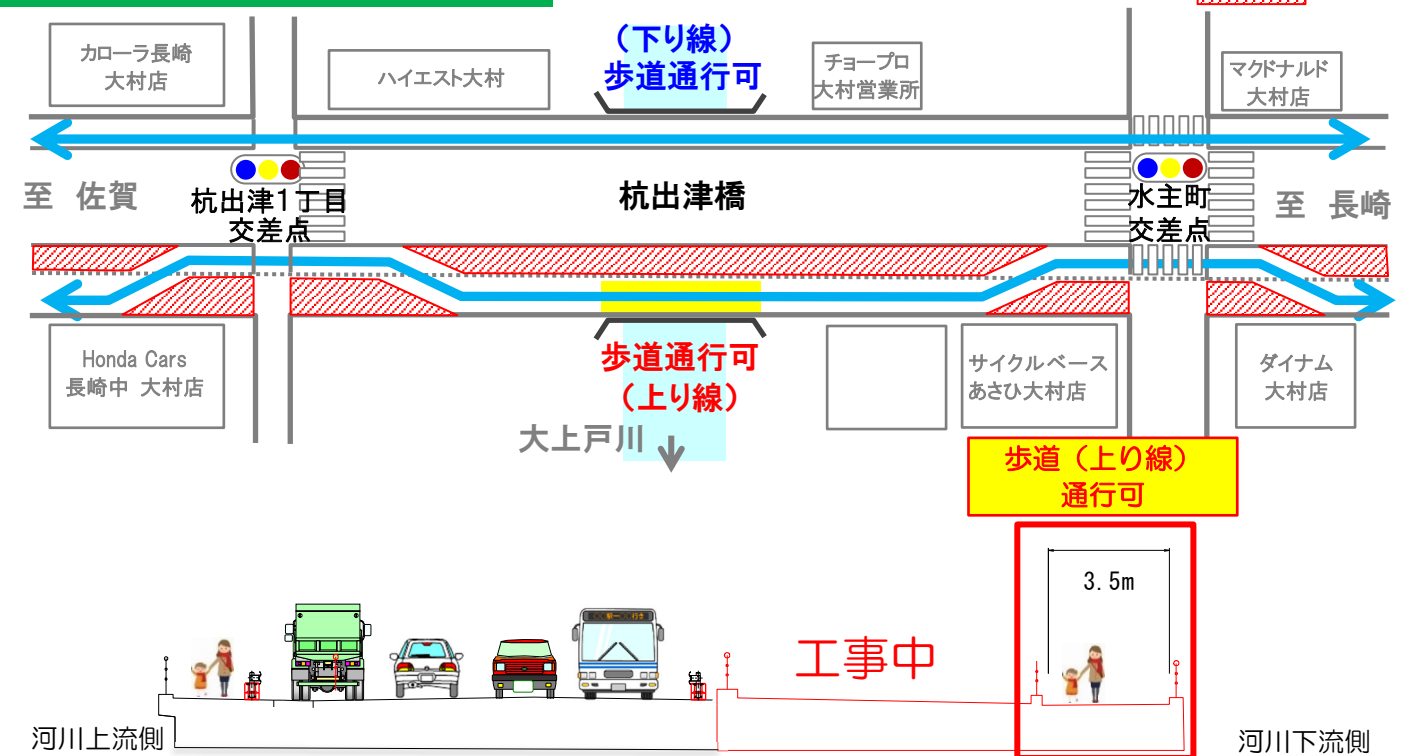 カローラ長崎
大村店
ハイエスト大村
（下り線）
歩道通行可
チョープロ
大村営業所
マクドナルド
大村店
至 佐賀
杭出津1丁目
交差点
杭出津橋
水主町
交差点
至 長崎
Honda Cars
長崎中 大村店
歩道通行可
（上り線）
サイクルベース
あさひ大村店
ダイナム
大村店
大上戸川
歩道（上り線）
通行可
3.5m
工事中
河川上流側
河川下流側